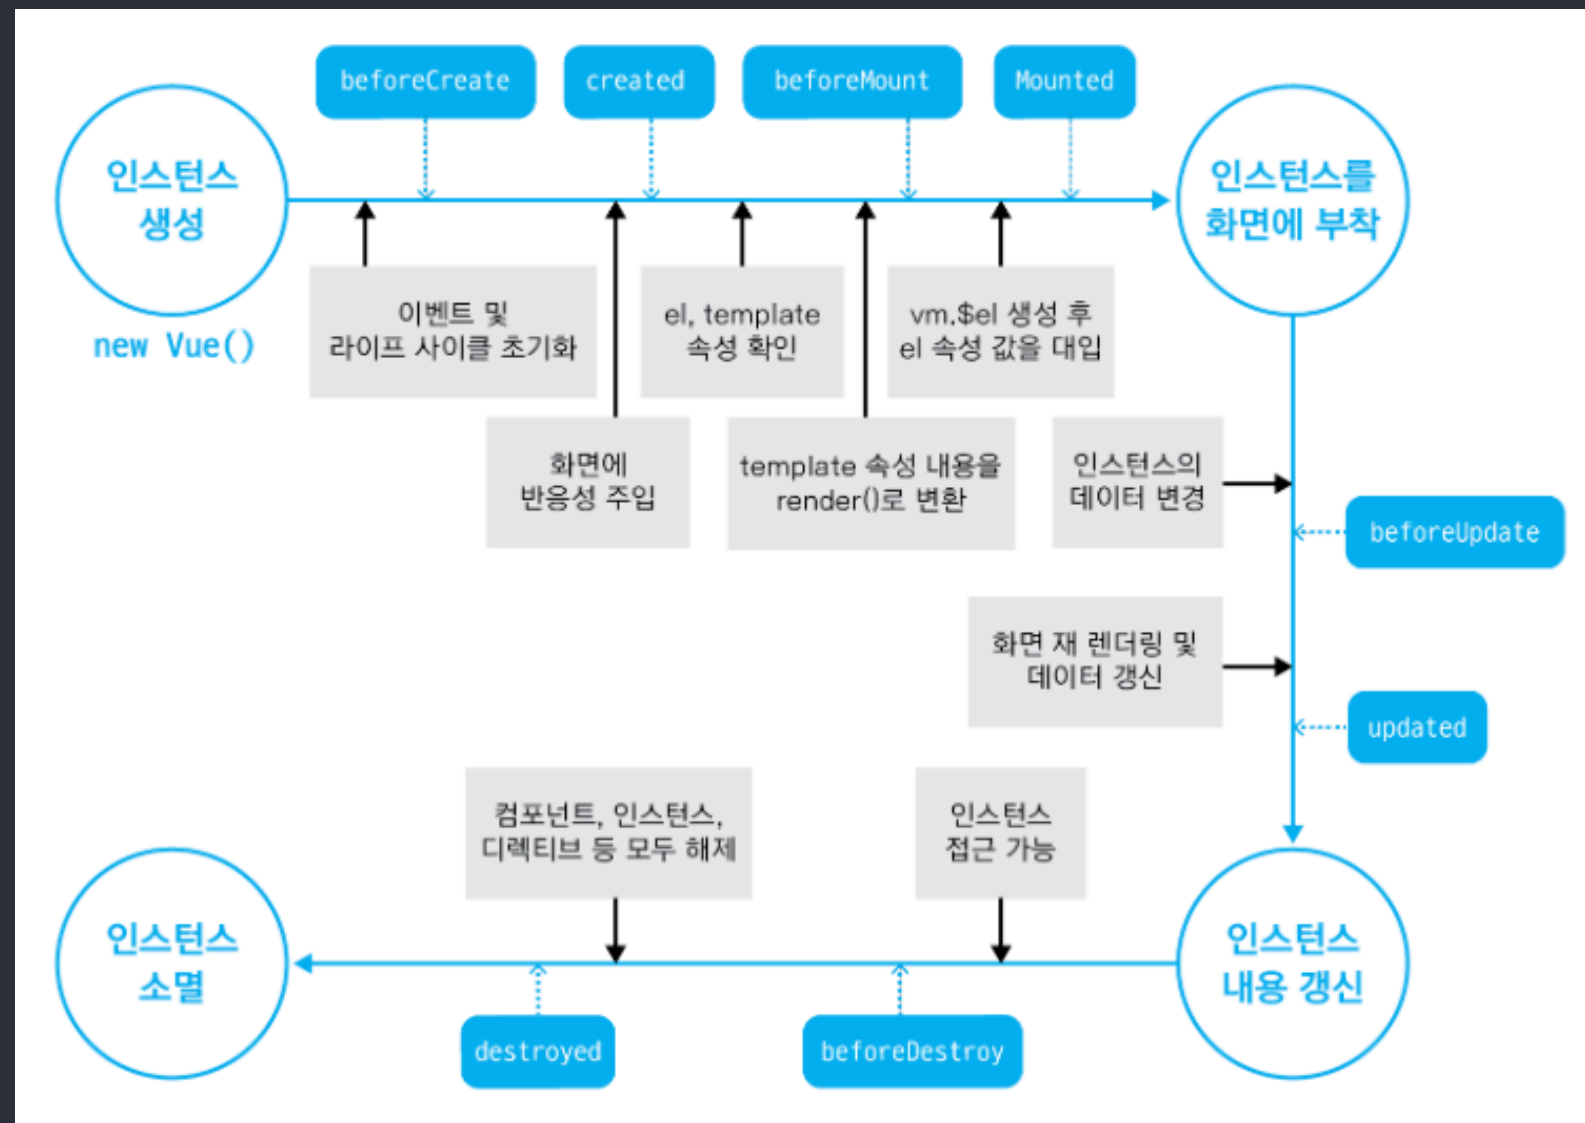 beforeCreate
created
beforeMount
Mounted
인스턴스
생성
new Vue()
인스턴스를
화면에 부착
이벤트 및
라이프 사이클 초기화
el, template
속성 확인
vm.$el 생성 후
el 속성 값을 대입
화면에
반응성 주입
template 속성 내용을
render()로 변환
인스턴스의
데이터 변경
beforeUpdate
화면 재 렌더링 및
데이터 갱신
updated
컴포넌트, 인스턴스,
디렉티브 등 모두 해제
인스턴스
접근 가능
인스턴스
소멸
인스턴스
내용 갱신
destroyed
beforeDestroy